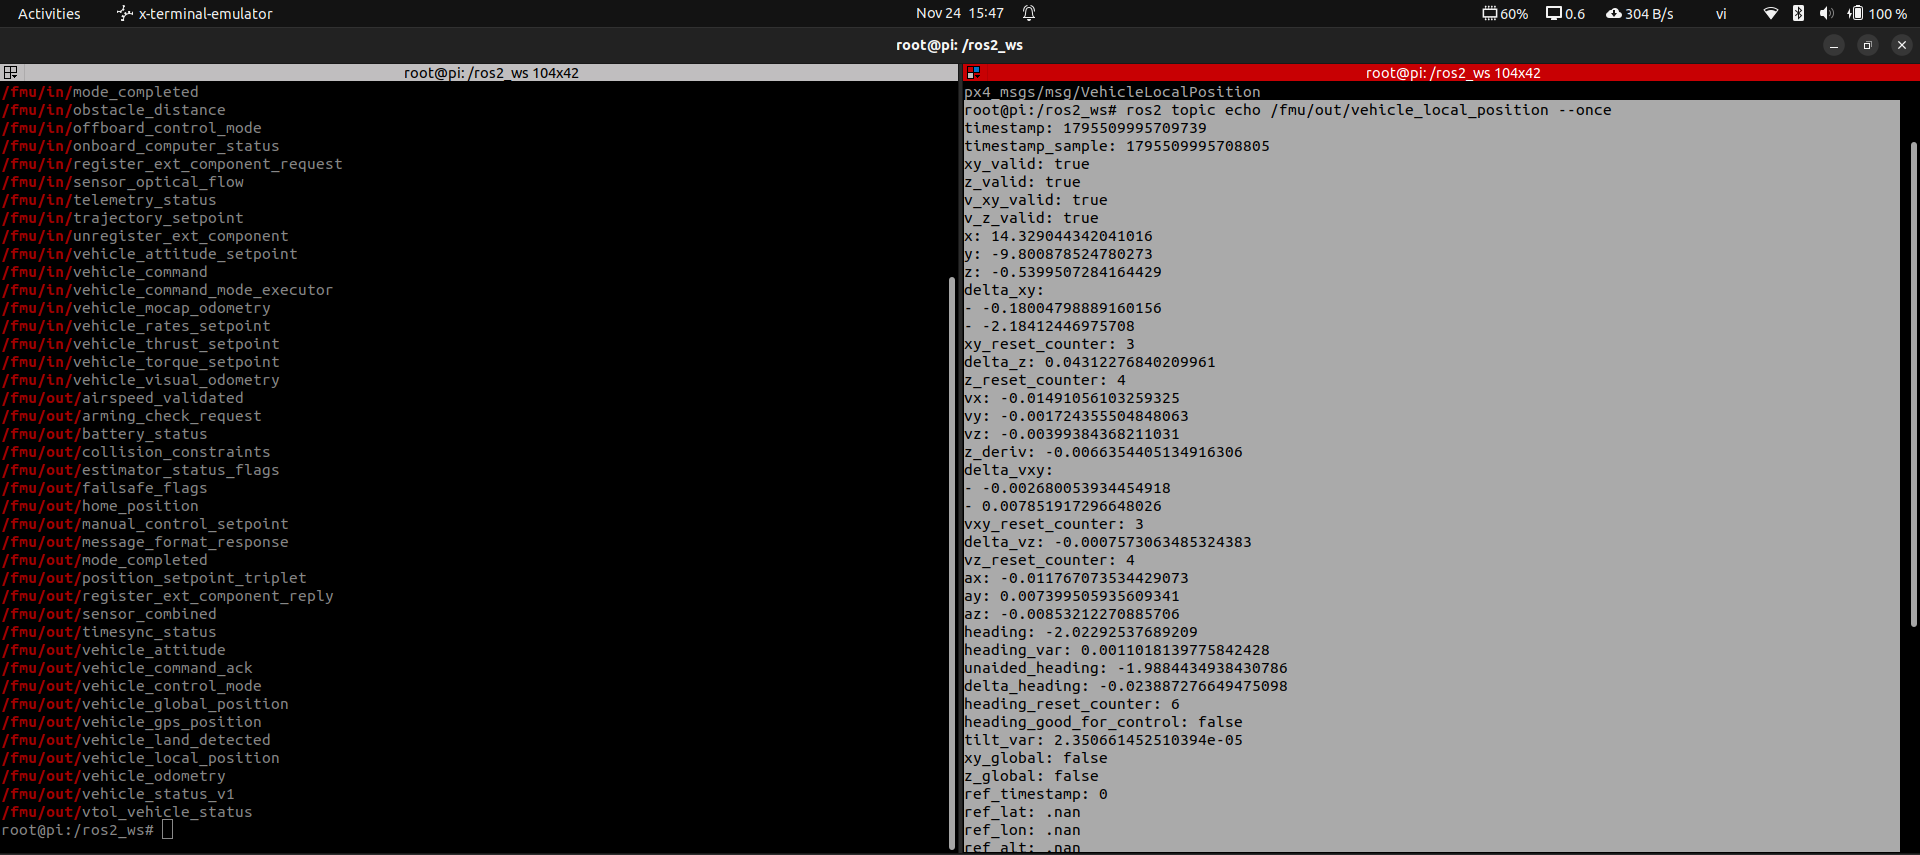 Activities
x-terminal-emulator
Nov 24 15:47
60%
0.6
304 B/s
vi
100 %
root@pi: /ros2_ws
root@pi: /ros2_ws 104x42
/fmu/in/mode_completed
/fmu/in/obstacle_distance
/fmu/in/offboard_control_mode
/fmu/in/onboard_computer_status
/fmu/in/register_ext_component_request
/fmu/in/sensor_optical_flow
/fmu/in/telemetry_status
/fmu/in/trajectory_setpoint
/fmu/in/unregister_ext_component
/fmu/in/vehicle_attitude_setpoint
/fmu/in/vehicle_command
/fmu/in/vehicle_command_mode_executor
/fmu/in/vehicle_mocap_odometry
/fmu/in/vehicle_rates_setpoint
/fmu/in/vehicle_thrust_setpoint
/fmu/in/vehicle_torque_setpoint
/fmu/in/vehicle_visual_odometry
/fmu/out/airspeed_validated
/fmu/out/arming_check_request
/fmu/out/battery_status
/fmu/out/collision_constraints
/fmu/out/estimator_status_flags
/fmu/out/failsafe_flags
/fmu/out/home_position
/fmu/out/manual_control_setpoint
/fmu/out/message_format_response
/fmu/out/mode_completed
/fmu/out/position_setpoint_triplet
/fmu/out/register_ext_component_reply
/fmu/out/sensor_combined
/fmu/out/timesync_status
/fmu/out/vehicle_attitude
/fmu/out/vehicle_command_ack
/fmu/out/vehicle_control_mode
/fmu/out/vehicle_global_position
/fmu/out/vehicle_gps_position
/fmu/out/vehicle_land_detected
/fmu/out/vehicle_local_position
/fmu/out/vehicle_odometry
/fmu/out/vehicle_status_v1
/fmu/out/vtol_vehicle_status
root@pi:/ros2_ws#
root@pi: /ros2_ws 104x42
px4_msgs/msg/VehicleLocalPosition
root@pi:/ros2_ws# ros2 topic echo /fmu/out/vehicle_local_position --once
timestamp: 1795509995709739
timestamp_sample: 1795509995708805
xy_valid: true
z_valid: true
v_xy_valid: true
v_z_valid: true
x: 14.329044342041016
y: -9.800878524780273
z: -0.5399507284164429
delta_xy:
- -0.18004798889160156
- -2.18412446975708
xy_reset_counter: 3
delta_z: 0.04312276840209961
z_reset_counter: 4
vx: -0.01491056103259325
vy: -0.001724355504848063
vz: -0.00399384368211031
z_deriv: -0.0066354405134916306
delta_vxy:
- -0.002680053934454918
- 0.007851917296648026
vxy_reset_counter: 3
delta_vz: -0.0007573063485324383
vz_reset_counter: 4
ax: -0.011767073534429073
ay: 0.007399505935609341
az: -0.00853212270885706
heading: -2.02292537689209
heading_var: 0.0011018139775842428
unaided_heading: -1.9884434938430786
delta_heading: -0.023887276649475098
heading_reset_counter: 6
heading_good_for_control: false
tilt_var: 2.350661452510394e-05
xy_global: false
z_global: false
ref_timestamp: 0
ref_lat: .nan
ref_lon: .nan
ref_alt: .nan